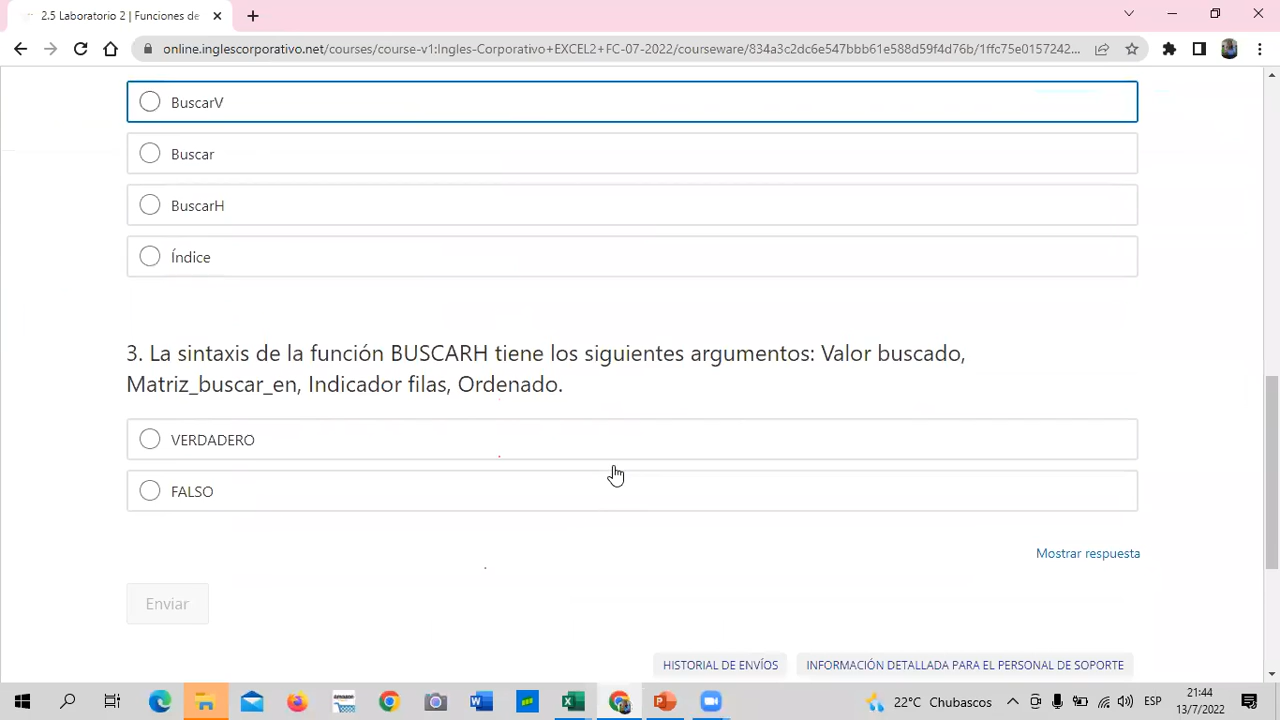 2.5 Laboratorio 2 | Funciones de
online.inglescorporativo.net/courses/course-v1:Ingles-Corporativo+EXCEL2+FC-07-2022/courseware/334a3c2dc6e547bbb61e588d59f4d76b/1ffc75e0157242...
BuscarV
Buscar
BuscarH
Índice
3. La sintaxis de la función BUSCARH tiene los siguientes argumentos: Valor buscado,
Matriz_buscar_en, Indicador filas, Ordenado.
VERDADERO
FALSO
Mostrar respuesta
Enviar
HISTORIAL DE ENVÍOS
INFORMACIÓN DETALLADA PARA EL PERSONAL DE SOPORTE
22°C Chubascos
ESP
21:44
13/7/2022